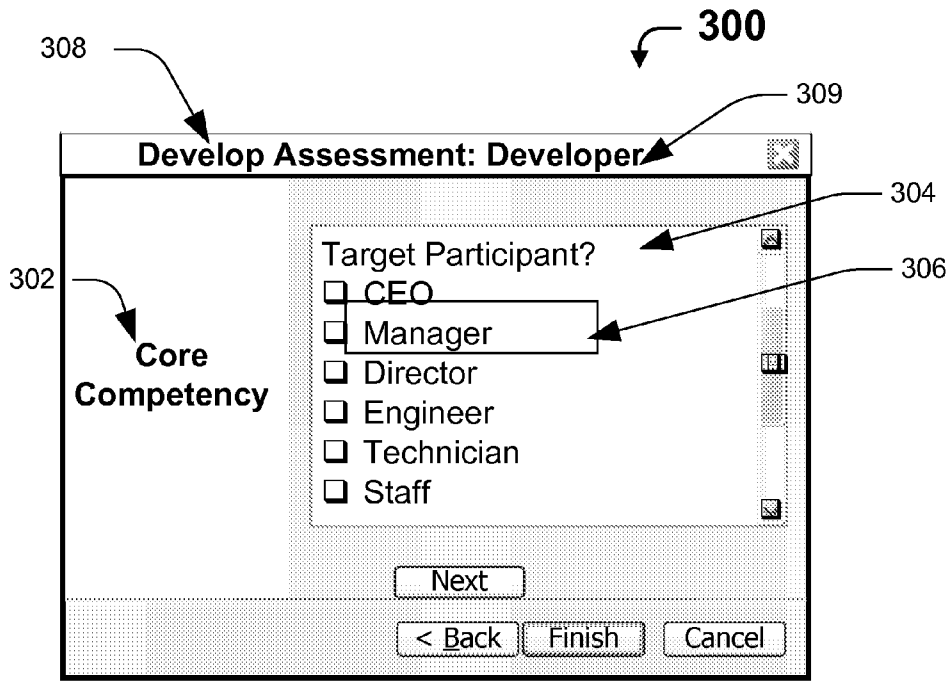 300
308
309
Develop Assessment: Developer
304
Target Participant?
306
CEO
302
Manager
Core
Competency
Director
Engineer
Technician
Staff
Next
< Back
Finish
Cancel